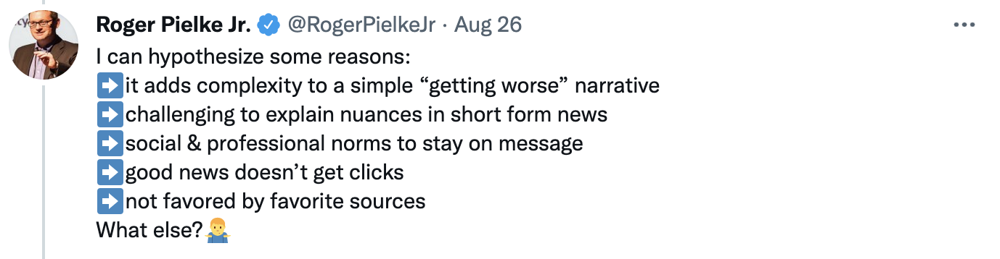 Roger Pielke Jr. @RogerPielkeJr · Aug 26
I can hypothesize some reasons:
➡️it adds complexity to a simple “getting worse” narrative
➡️challenging to explain nuances in short form news
➡️social & professional norms to stay on message
➡️good news doesn’t get clicks
➡️not favored by favorite sources
What else?🤷‍♂️